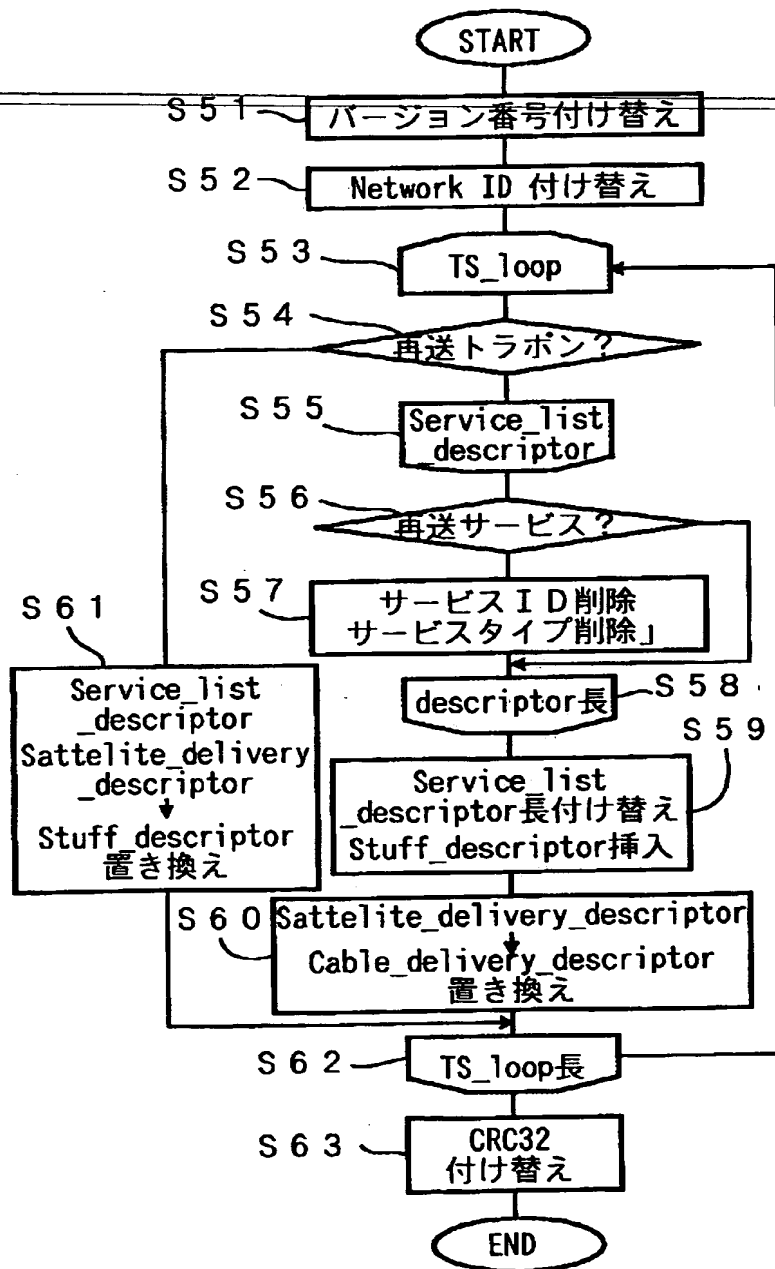 START
S51
バージョン番号付け替え
S52
Network ID 付け替え
S53
TS_loop
S54
再送トラポン?
S55
Service_list
_descriptor
S56
再送サービス?
S57
サービスID削除
サービスタイプ削除」
S58
descriptor長
S59
Service_list
_descriptor長付け替え
Stuff_descriptor挿入
S61
Service_list
_descriptor
Sattelite_delivery
_descriptor
Stuff_descriptor
置き換え
S60
Sattelite_delivery_descriptor
Cable_delivery_descriptor
置き換え
S62
TS_loop長
S63
CRC32
付け替え
END